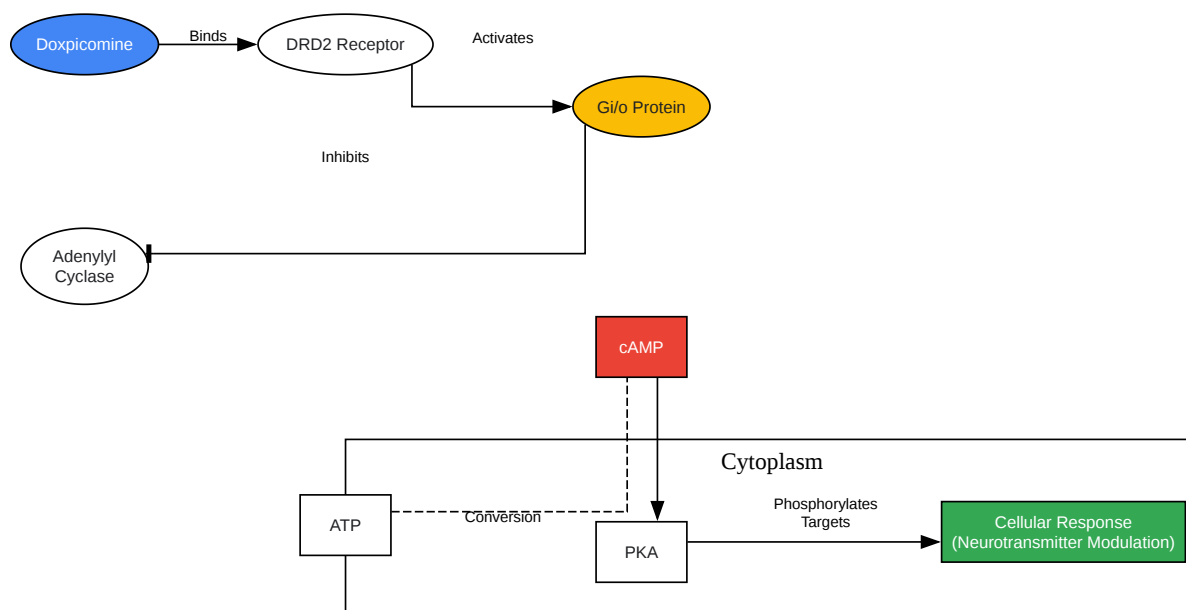 Doxpicomine
Binds
DRD2 Receptor
Activates
Gi/o Protein
Inhibits
Adenylyl
Cyclase
cAMP
Cytoplasm
ATP
Conversion
PKA
Phosphorylates
Targets
Cellular Response
(Neurotransmitter Modulation)